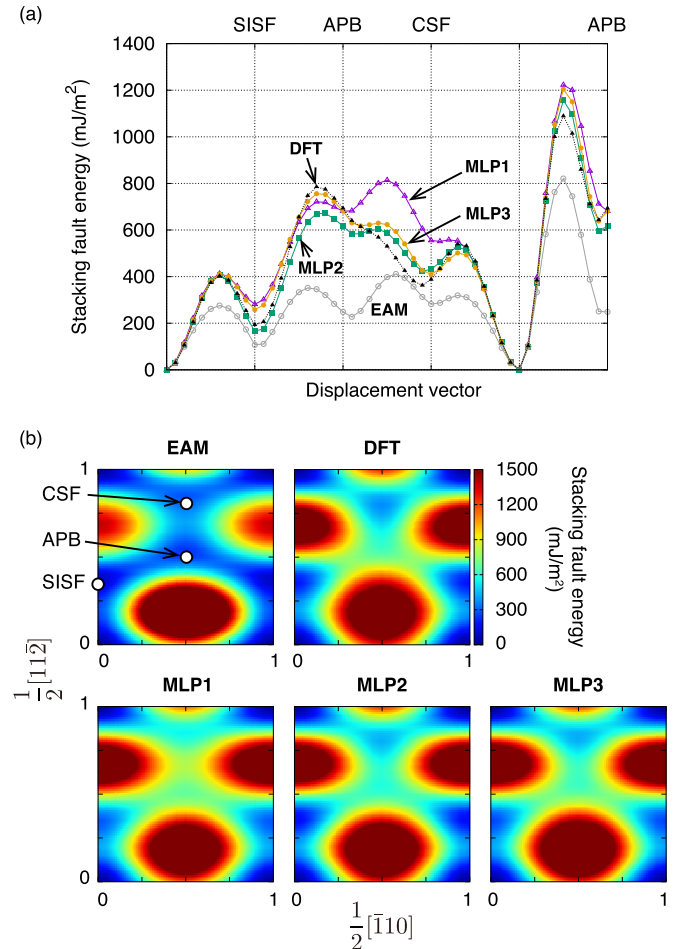 (a)
SISF APB CSF APB
1400
1200
1000
800
600
400
200
0
Stacking fault energy (mJ/m²)
DFT
MLP1
MLP3
MLP2
EAM
Displacement vector
(b)
EAM DFT
1
CSF
APB
SISF
0
0 1
0 1
1500
1200
900
600
300
0
Stacking fault energy
(mJ/m²)
MLP1 MLP2 MLP3
1
0
0 1 0 1 0 1
1/2[112̄]
1/2[1̄10]